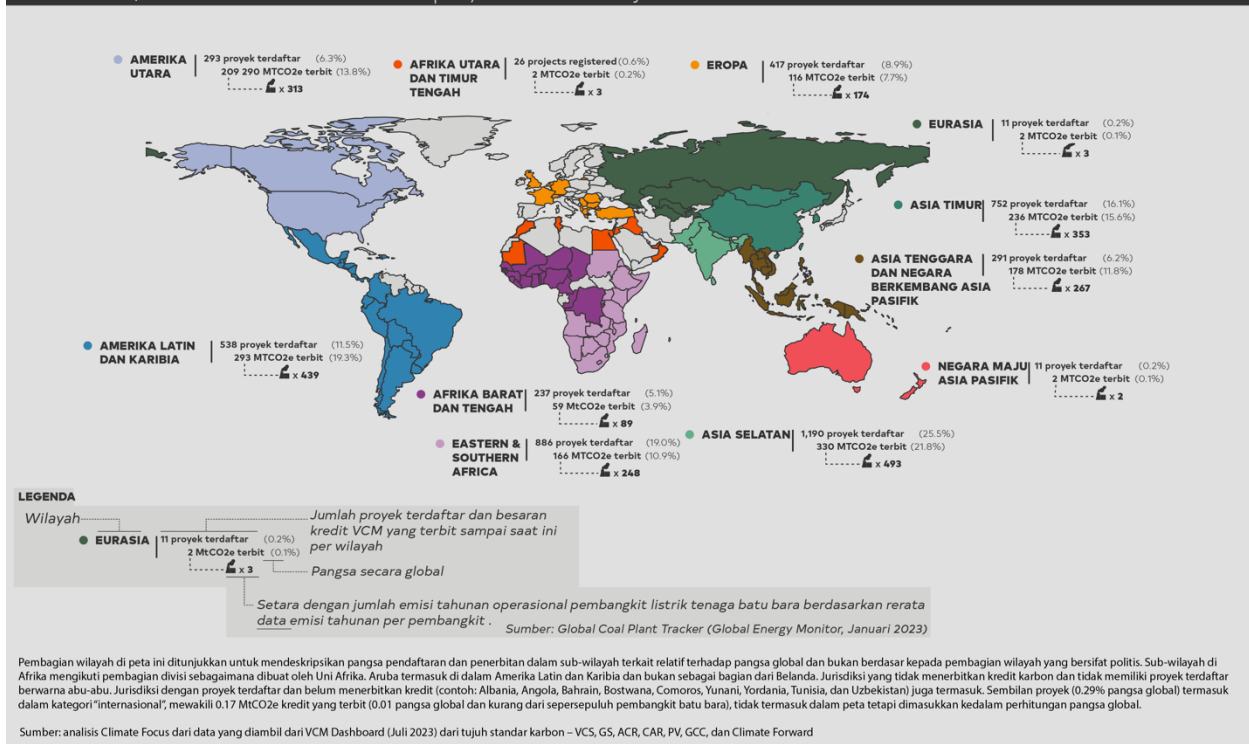 AMERIKA UTARA
293 proyek terdaftar (6.3%)
209 290 MTCO2e terbit (13.8%)
x 313
AFRIKA UTARA DAN TIMUR TENGAH
26 projects registered (0.6%)
2 MTCO2e terbit (0.2%)
x 3
EROPA
417 proyek terdaftar (8.9%)
116 MTCO2e terbit (7.7%)
x 174
EURASIA
11 proyek terdaftar (0.2%)
2 MTCO2e terbit (0.1%)
x 3
ASIA TIMUR
752 proyek terdaftar (16.1%)
236 MTCO2e terbit (15.6%)
x 353
ASIA TENGGARA DAN NEGARA BERKEMBANG ASIA PASIFIK
291 proyek terdaftar (6.2%)
178 MTCO2e terbit (11.8%)
x 267
AMERIKA LATIN DAN KARIBIA
538 proyek terdaftar (11.5%)
293 MTCO2e terbit (19.3%)
x 439
NEGARA MAJU ASIA PASIFIK
11 proyek terdaftar (0.2%)
2 MTCO2e terbit (0.1%)
x 2
AFRIKA BARAT DAN TENGAH
237 proyek terdaftar (5.1%)
59 MtCO2e terbit (3.9%)
x 89
EASTERN & SOUTHERN AFRICA
886 proyek terdaftar (19.0%)
166 MTCO2e terbit (10.9%)
x 248
ASIA SELATAN
1,190 proyek terdaftar (25.5%)
330 MTCO2e terbit (21.8%)
x 493
LEGENDA
Wilayah
Jumlah proyek terdaftar dan besaran
kredit VCM yang terbit sampai saat ini
per wilayah
EURASIA
11 proyek terdaftar (0.2%)
2 MtCO2e terbit (0.1%)
x 3
Pangsa secara global
Setara dengan jumlah emisi tahunan operasional pembangkit listrik tenaga batu bara berdasarkan rerata
data emisi tahunan per pembangkit .
Sumber: Global Coal Plant Tracker (Global Energy Monitor, Januari 2023)
Pembagian wilayah di peta ini ditunjukkan untuk mendeskripsikan pangsa pendaftaran dan penerbitan dalam sub-wilayah terkait relatif terhadap pangsa global dan bukan berdasar kepada pembagian wilayah yang bersifat politis. Sub-wilayah di
Afrika mengikuti pembagian divisi sebagaimana dibuat oleh Uni Afrika. Aruba termasuk di dalam Amerika Latin dan Karibia dan bukan sebagai bagian dari Belanda. Jurisdiksi yang tidak menerbitkan kredit karbon dan tidak memiliki proyek terdaftar
berwarna abu-abu. Jurisdiksi dengan proyek terdaftar dan belum menerbitkan kredit (contoh: Albania, Angola, Bahrain, Bostwana, Comoros, Yunani, Yordania, Tunisia, dan Uzbekistan) juga termasuk. Sembilan proyek (0.29% pangsa global) termasuk
dalam kategori "internasional", mewakili 0.17 MtCO2e kredit yang terbit (0.01 pangsa global dan kurang dari sepersepuluh pembangkit batu bara), tidak termasuk dalam peta tetapi dimasukkan kedalam perhitungan pangsa global.
Sumber: analisis Climate Focus dari data yang diambil dari VCM Dashboard (Juli 2023) dari tujuh standar karbon – VCS, GS, ACR, CAR, PV, GCC, dan Climate Forward